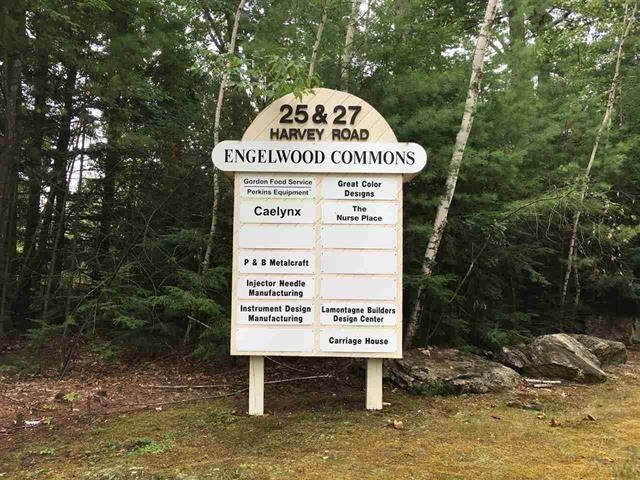 25 & 27
HARVEY ROAD
ENGELWOOD COMMONS
Gordon Food Service
Perkins Equipment
Caelynx
P & B Metalcraft
Injector Needle
Manufacturing
Instrument Design
Manufacturing
Great Color
Designs
The
Nurse Place
Lamontagne Builders
Design Center
Carriage House